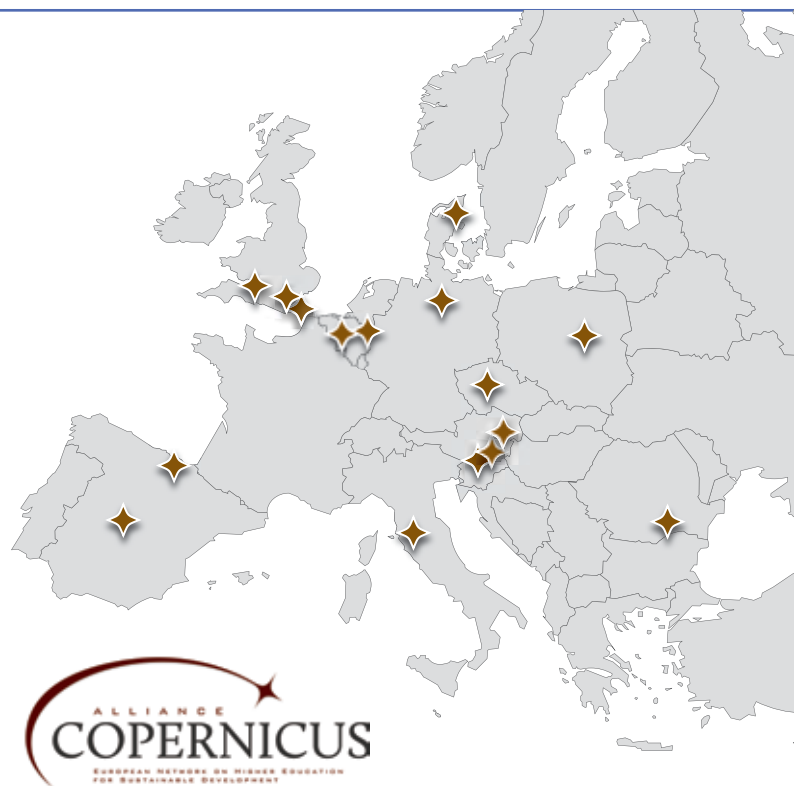 ALLIANCE
COPERNICUS
EUROPEAN NETWORK ON HIGHER EDUCATION
FOR SUSTAINABLE DEVELOPMENT